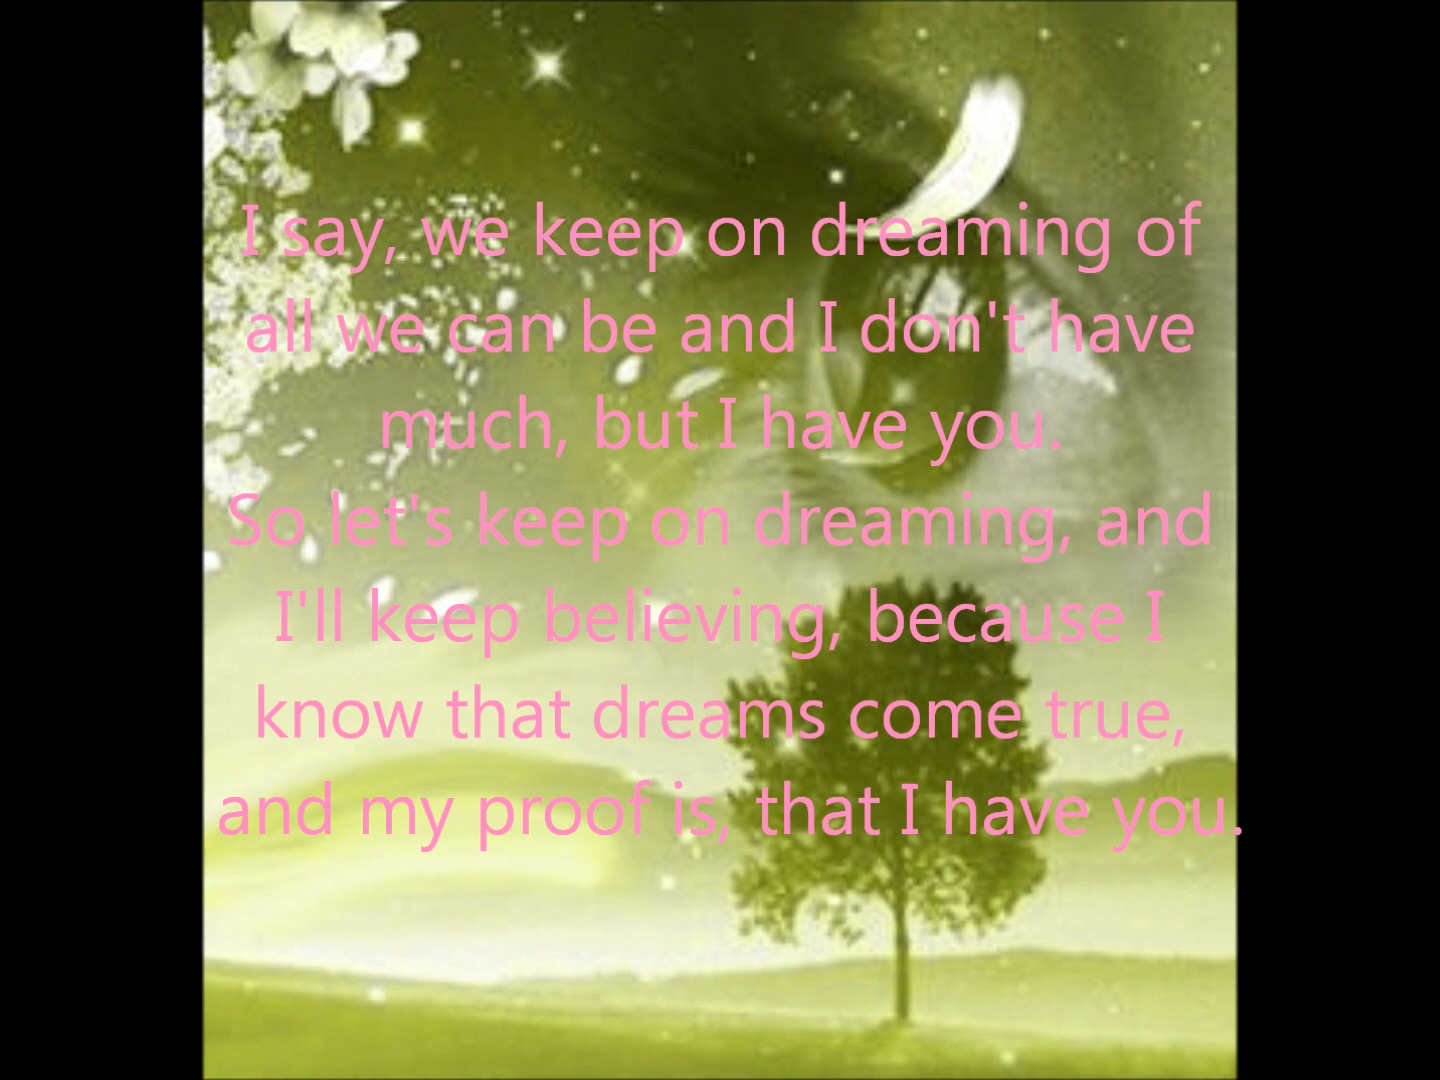 I say, we keep on dreaming of
all we can be and I don't have
much, but I have you.
So let's keep on dreaming, and
I'll keep believing, because I
know that dreams come true,
and my proof is, that I have you.